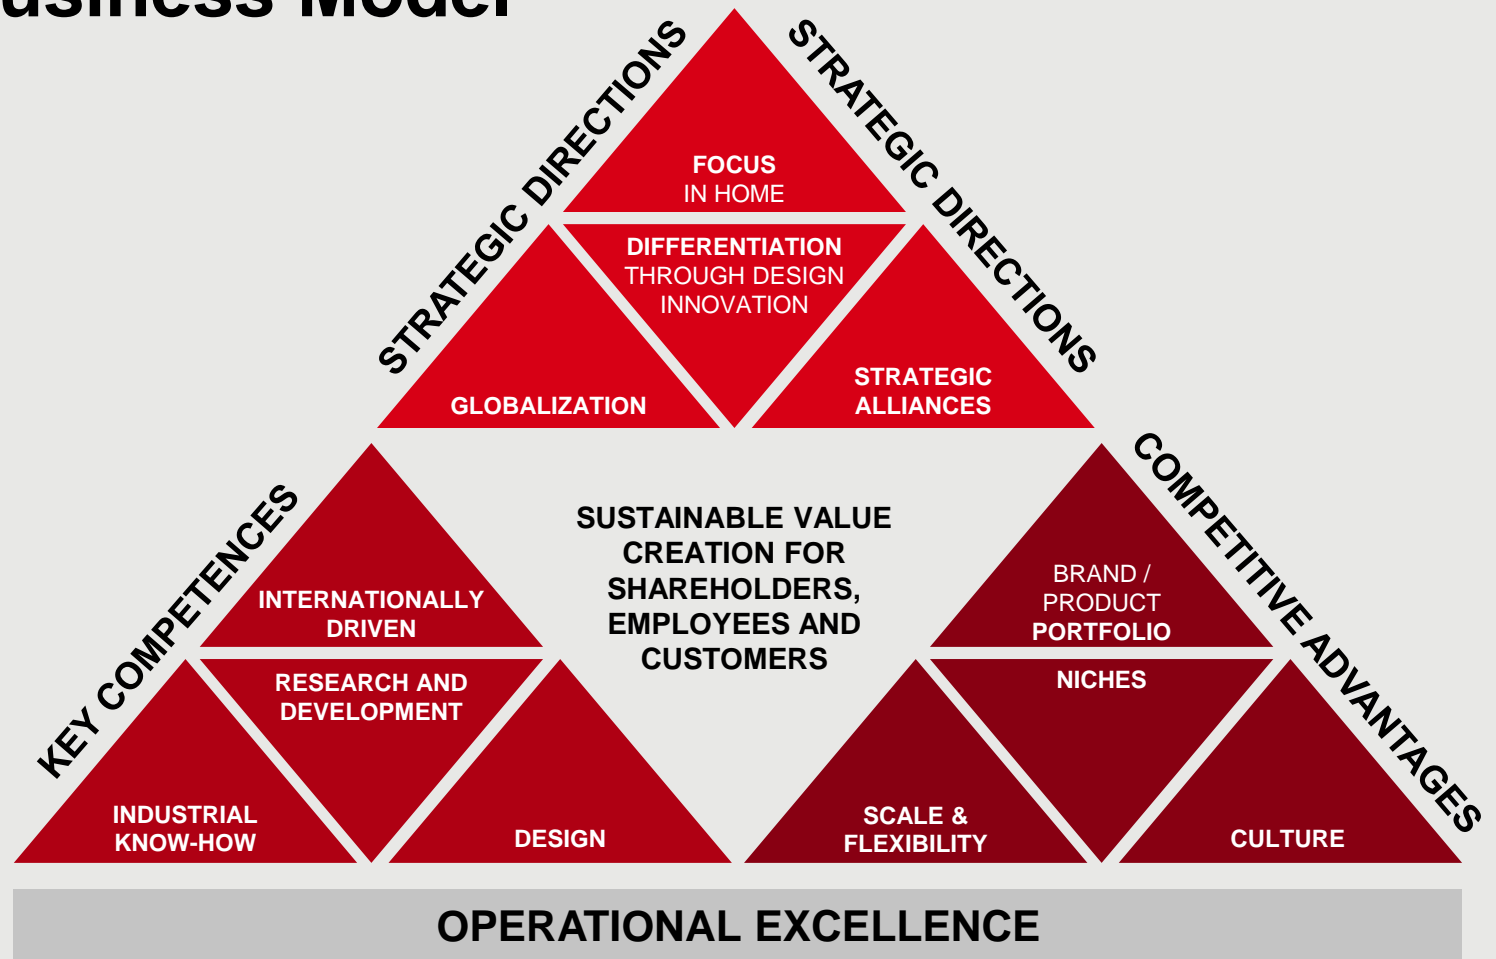 Business Model
STRATEGIC DIRECTIONS
STRATEGIC DIRECTIONS
FOCUS
IN HOME
DIFFERENTIATION
THROUGH DESIGN
INNOVATION
GLOBALIZATION
STRATEGIC
ALLIANCES
KEY COMPETENCES
INTERNATIONALLY
DRIVEN
RESEARCH AND
DEVELOPMENT
INDUSTRIAL
KNOW-HOW
DESIGN
SUSTAINABLE VALUE
CREATION FOR
SHAREHOLDERS,
EMPLOYEES AND
CUSTOMERS
COMPETITIVE ADVANTAGES
BRAND /
PRODUCT
PORTFOLIO
NICHES
SCALE &
FLEXIBILITY
CULTURE
OPERATIONAL EXCELLENCE